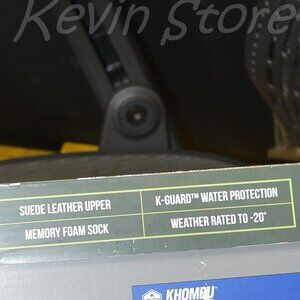 Kevin Store
SUEDE LEATHER UPPER
K-GUARD™ WATER PROTECTION
MEMORY FOAM SOCK
WEATHER RATED TO -20°
KHOMBU